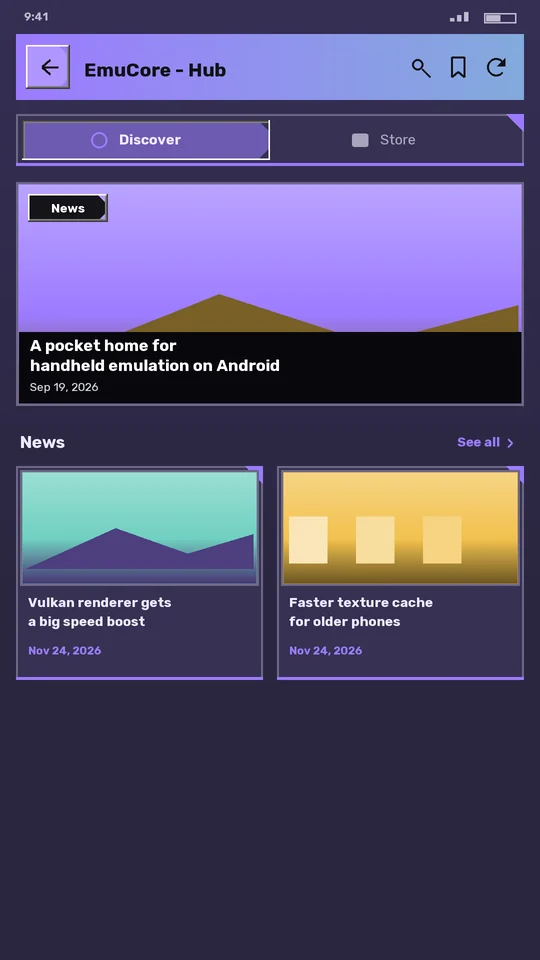 9:41
EmuCore - Hub
Discover
Store
News
A pocket home for
handheld emulation on Android
Sep 19, 2026
News
See all
Vulkan renderer gets
a big speed boost
Nov 24, 2026
Faster texture cache
for older phones
Nov 24, 2026